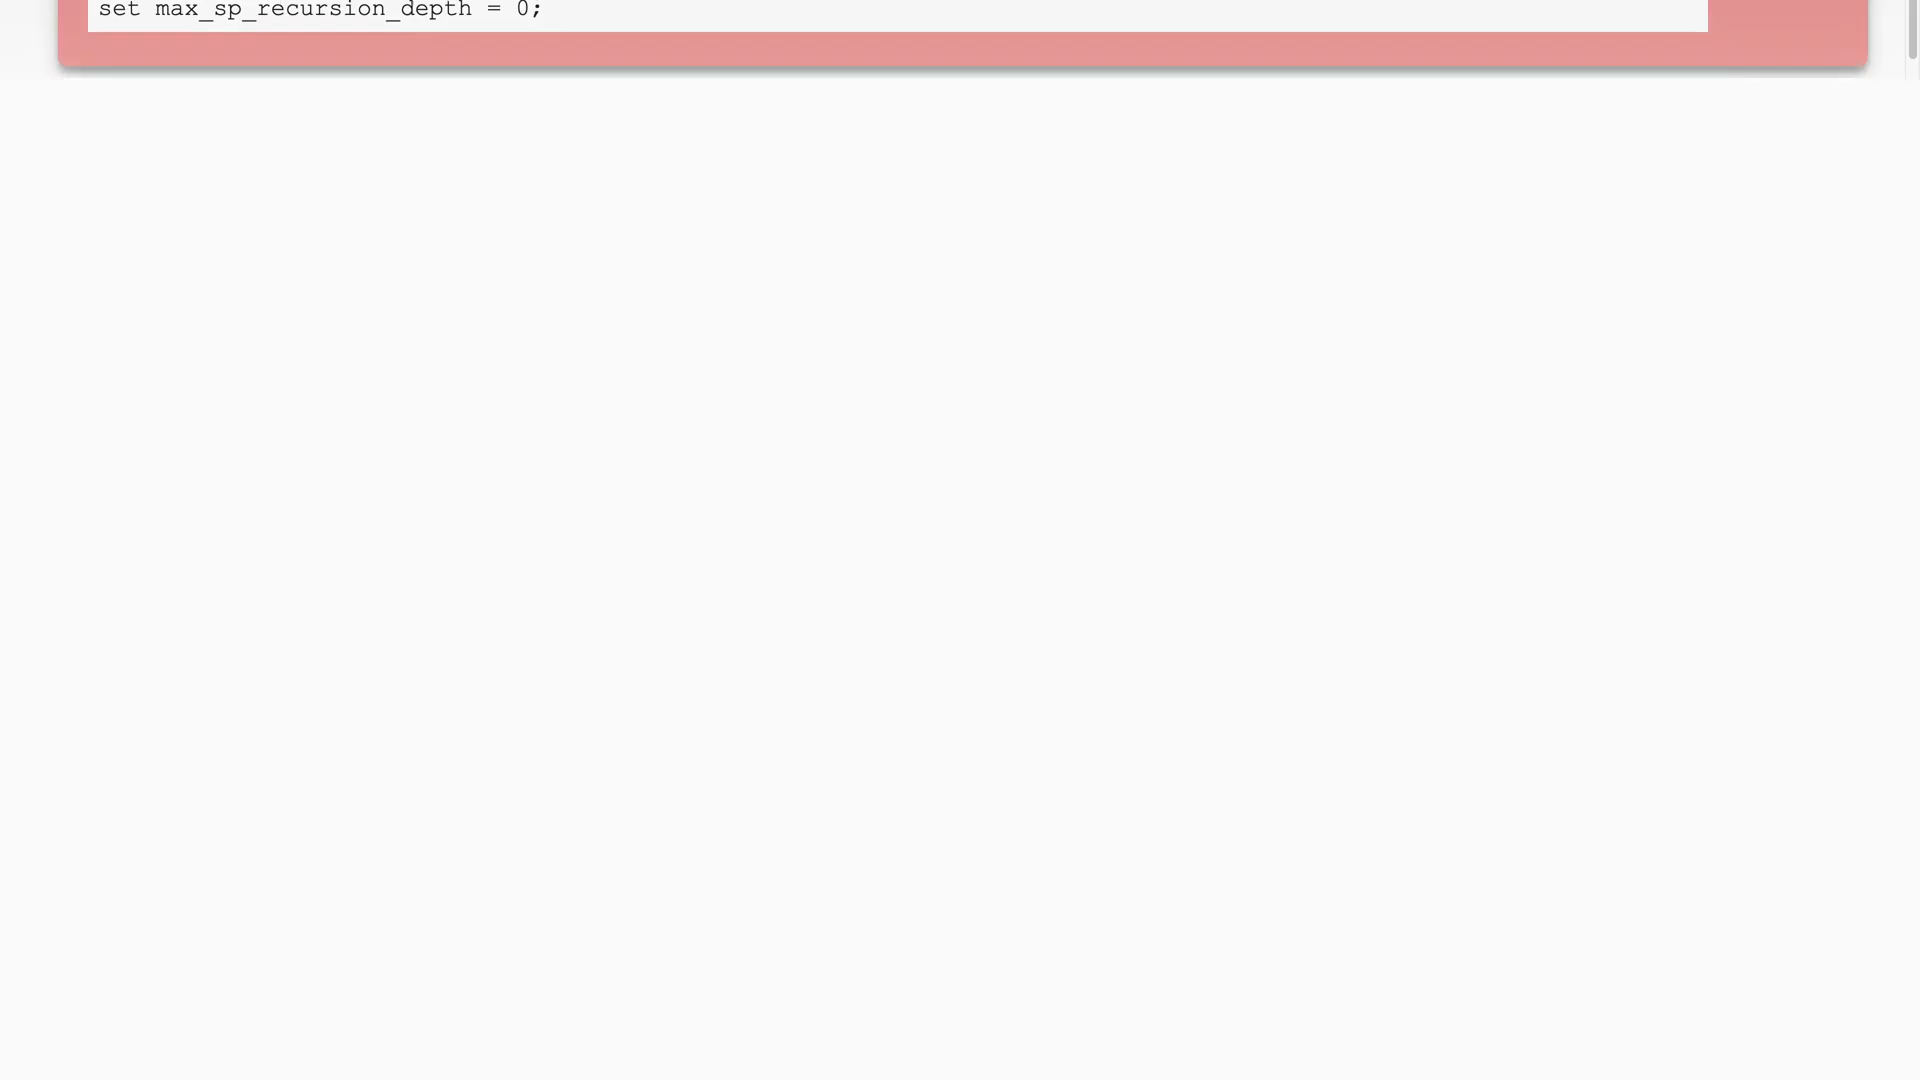 set max_sp_recursion_depth = 0;